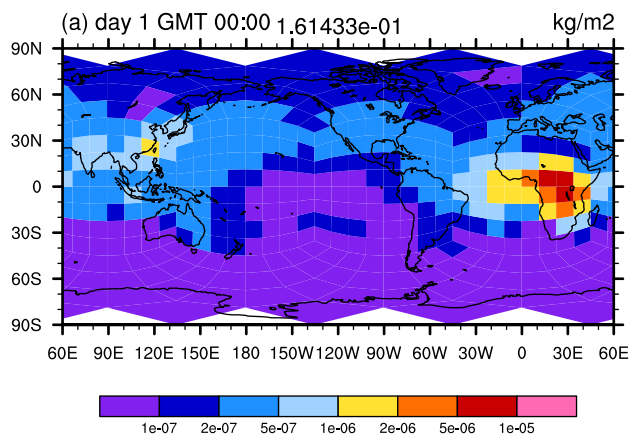 (a) day 1 GMT 00:00 1.61433e-01 kg/m2
90N
60N
30N
0
30S
60S
90S
60E 90E 120E 150E 180 150W 120W 90W 60W 30W 0 30E 60E
1e-07 2e-07 5e-07 1e-06 2e-06 5e-06 1e-05